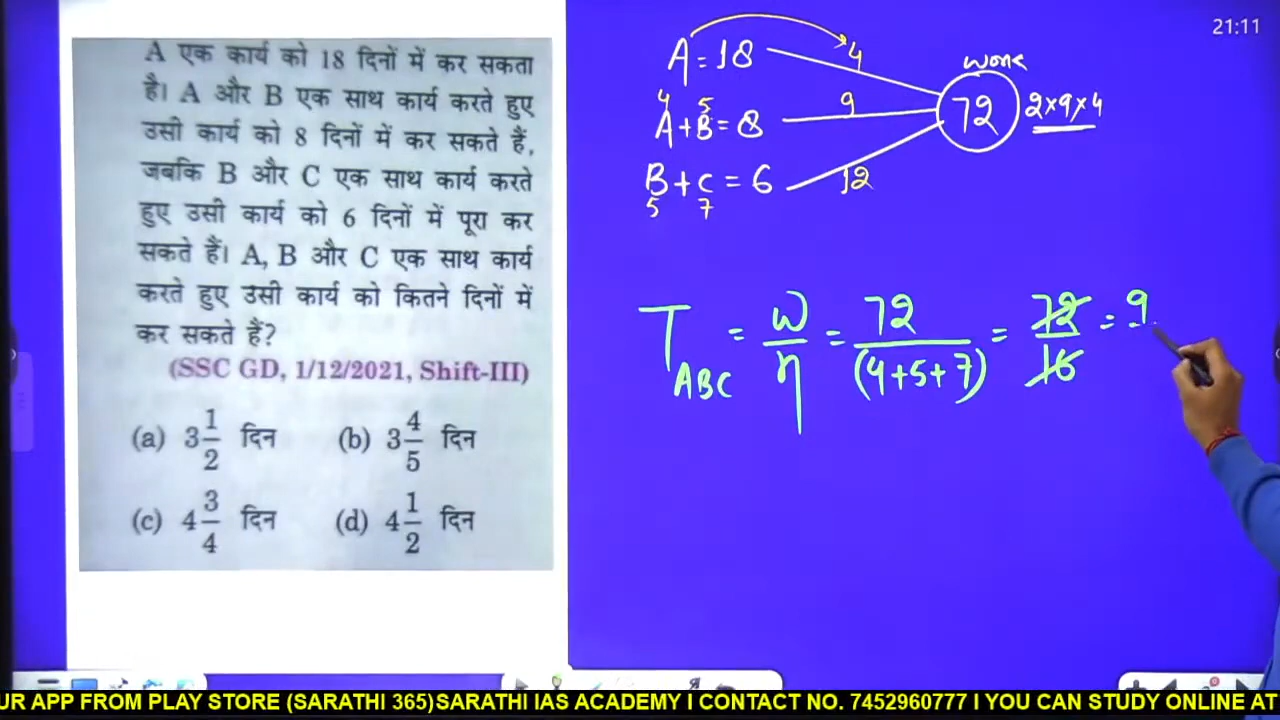 21:11
A एक कार्य को 18 दिनों में कर सकता
है। A और B एक साथ कार्य करते हुए
उसी कार्य को 8 दिनों में कर सकते हैं,
जबकि B और C एक साथ कार्य करते
हुए उसी कार्य को 6 दिनों में पूरा कर
सकते हैं। A, B और C एक साथ कार्य
करते हुए उसी कार्य को कितने दिनों में
कर सकते हैं?
(SSC GD, 1/12/2021, Shift-III)
(a) 3 1/2 दिन (b) 3 4/5 दिन
(c) 4 3/4 दिन (d) 4 1/2 दिन
A = 18 4
4 5
A+B = 8 9
B+C = 6 12
5 7
72 2×9×4
T ABC = W/η = 72/(4+5+7) = 72/16 = 9
UR APP FROM PLAY STORE (SARATHI 365)SARATHI IAS ACADEMY I CONTACT NO. 7452960777 I YOU CAN STUDY ONLINE AT